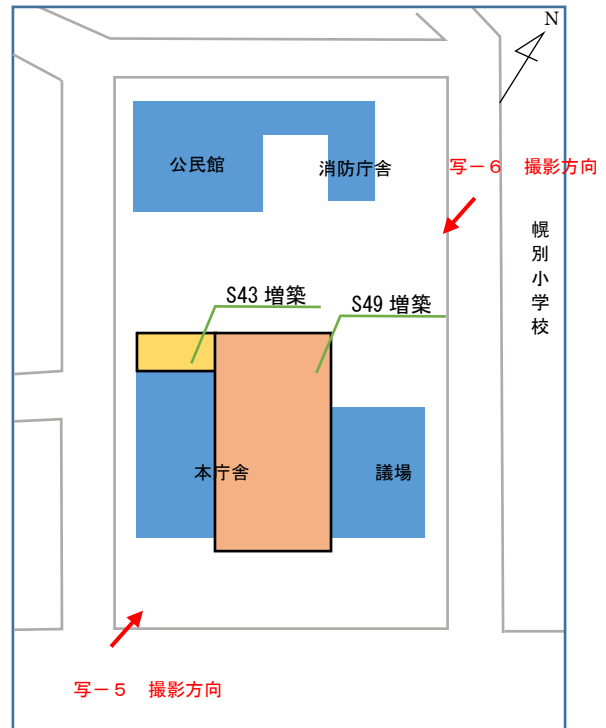 N
公民館
消防庁舎
写－6　撮影方向
幌別小学校
S43 増築
S49 増築
本庁舎
議場
写－5　撮影方向